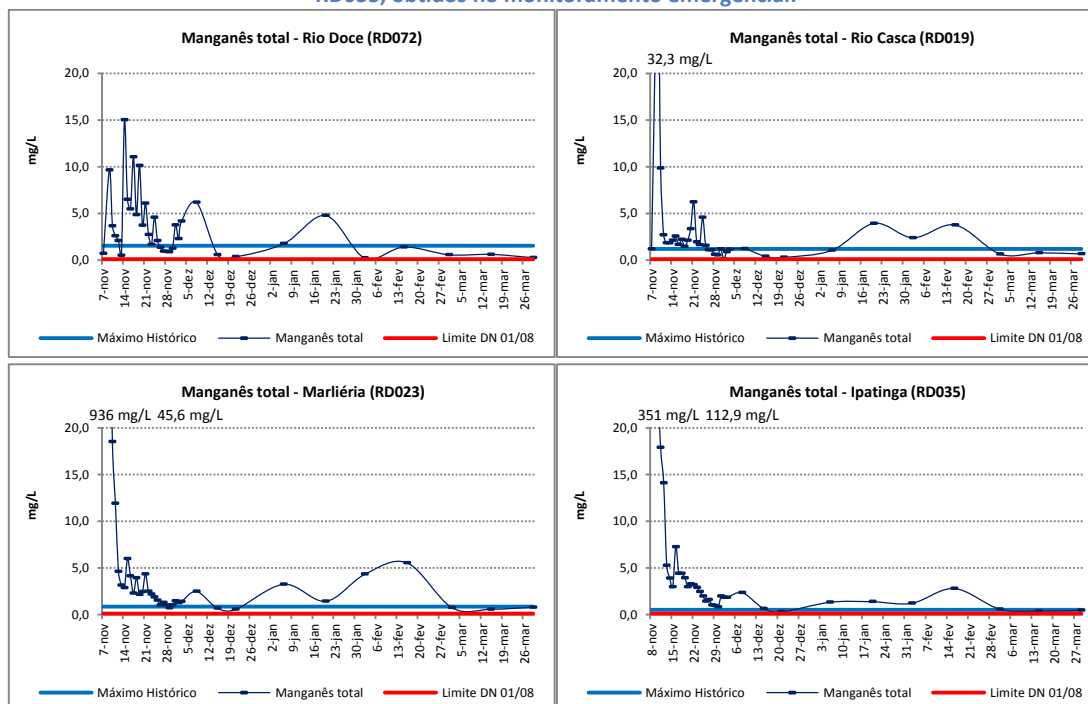 RD035, obtidos no monitoramento emergencial.
Manganês total - Rio Doce (RD072)
20,0
15,0
10,0
5,0
0,0
mg/L
7-nov 14-nov 21-nov 28-nov 5-dez 12-dez 19-dez 26-dez 2-jan 9-jan 16-jan 23-jan 30-jan 6-fev 13-fev 20-fev 27-fev 5-mar 12-mar 19-mar 26-mar
Máximo Histórico Manganês total Limite DN 01/08
Manganês total - Rio Casca (RD019)
32,3 mg/L
20,0
15,0
10,0
5,0
0,0
mg/L
7-nov 14-nov 21-nov 28-nov 5-dez 12-dez 19-dez 26-dez 2-jan 9-jan 16-jan 23-jan 30-jan 6-fev 13-fev 20-fev 27-fev 5-mar 12-mar 19-mar 26-mar
Máximo Histórico Manganês total Limite DN 01/08
Manganês total - Marliéria (RD023)
936 mg/L 45,6 mg/L
20,0
15,0
10,0
5,0
0,0
mg/L
7-nov 14-nov 21-nov 28-nov 5-dez 12-dez 19-dez 26-dez 2-jan 9-jan 16-jan 23-jan 30-jan 6-fev 13-fev 20-fev 27-fev 5-mar 12-mar 19-mar 26-mar
Máximo Histórico Manganês total Limite DN 01/08
Manganês total - Ipatinga (RD035)
351 mg/L 112,9 mg/L
20,0
15,0
10,0
5,0
0,0
mg/L
8-nov 15-nov 22-nov 29-nov 6-dez 13-dez 20-dez 27-dez 3-jan 10-jan 17-jan 24-jan 31-jan 7-fev 14-fev 21-fev 28-fev 6-mar 13-mar 20-mar 27-mar
Máximo Histórico Manganês total Limite DN 01/08